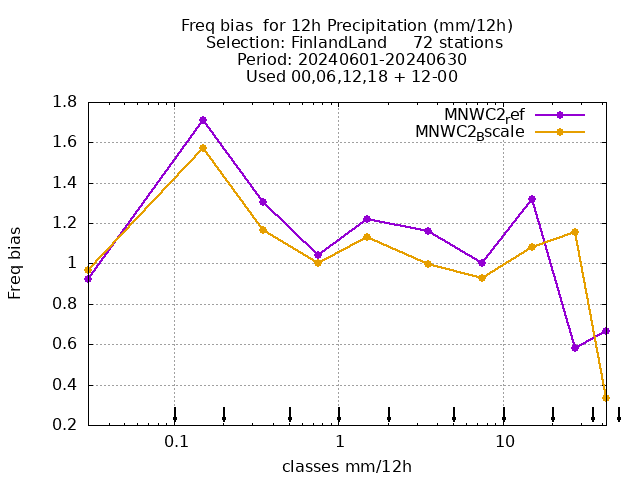 Freq bias  for 12h Precipitation (mm/12h)
Selection: FinlandLand     72 stations
Period: 20240601-20240630
Used 00,06,12,18 + 12-00
MNWC2ref
MNWC2Bscale
1.8
1.6
1.4
1.2
1
0.8
0.6
0.4
0.2
Freq bias
0.1
1
10
classes mm/12h